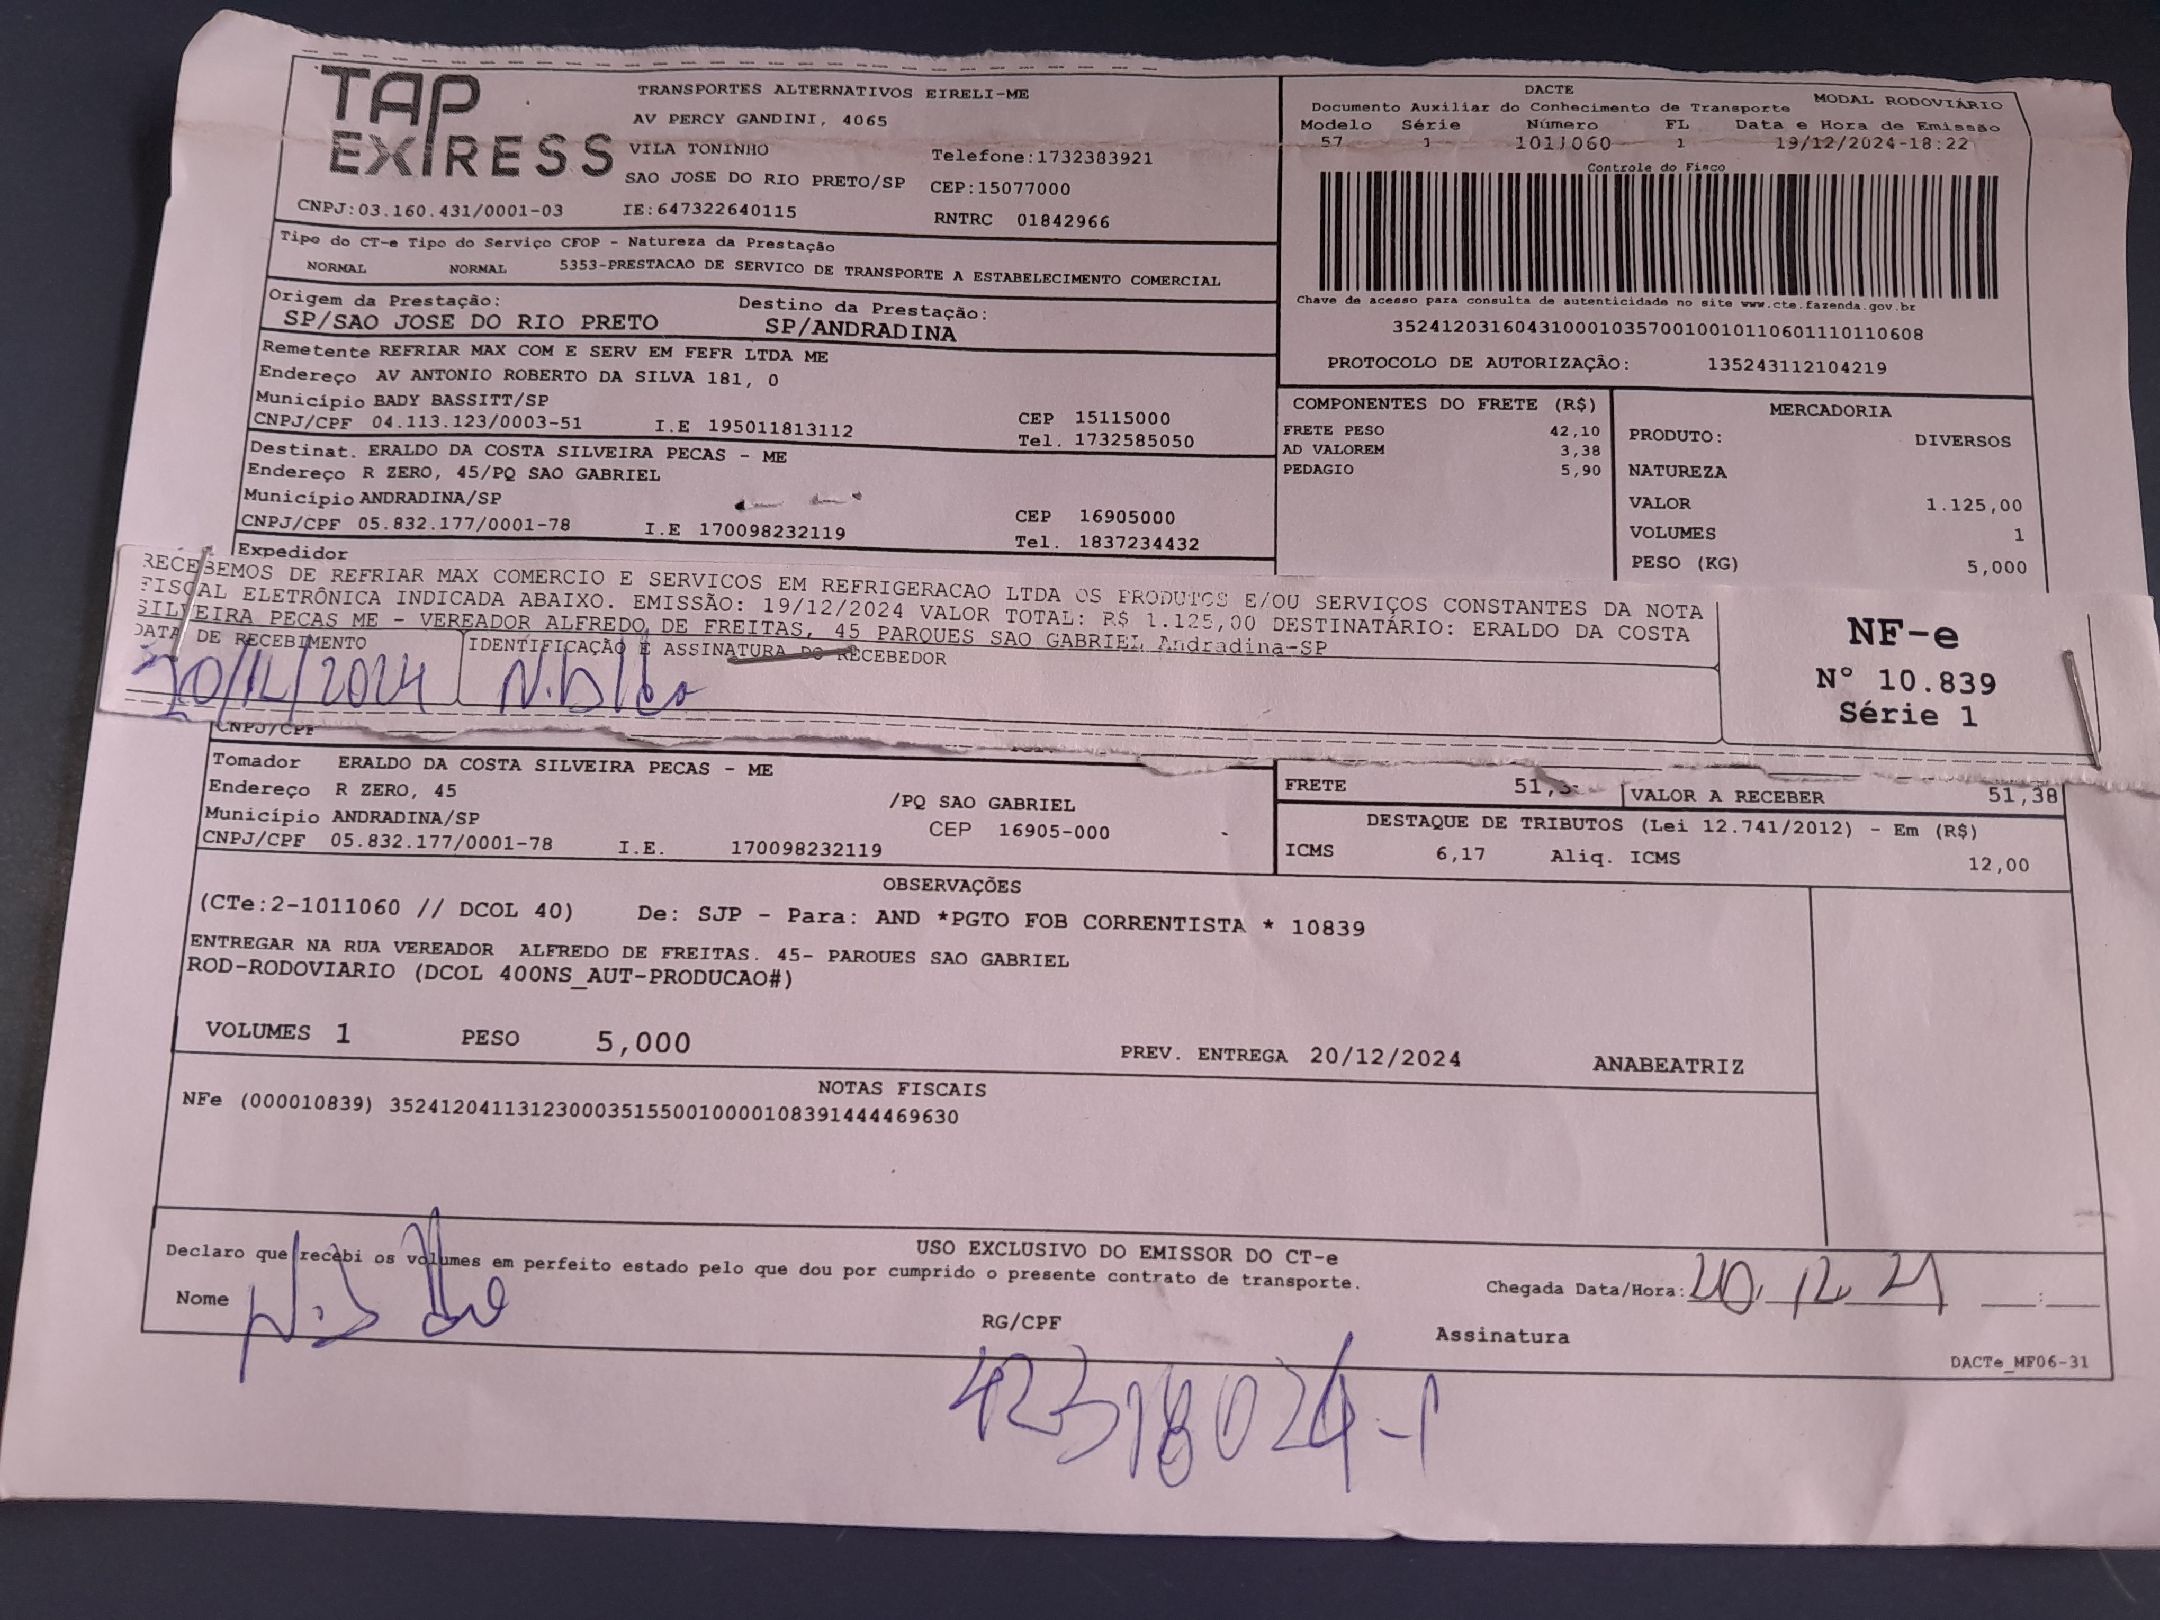 TAP EXPRESS
TRANSPORTES ALTERNATIVOS EIRELI-ME
AV PERCY GANDINI, 4065
VILA TONINHO
Telefone:1732383921
SAO JOSE DO RIO PRETO/SP CEP:15077000
CNPJ:03.160.431/0001-03 IE:647322640115 RNTRC 01842966
DACTE
Documento Auxiliar do Conhecimento de Transporte MODAL RODOVIÁRIO
Modelo Série Número FL Data e Hora de Emissão
57 1 1011060 1 19/12/2024-18:22
Controle do Fisco
Chave de acesso para consulta de autenticidade no site www.cte.fazenda.gov.br
35241203160431000103570010010110601110110608
PROTOCOLO DE AUTORIZAÇÃO: 135243112104219
Tipo do CT-e Tipo do Serviço CFOP - Natureza da Prestação
NORMAL NORMAL 5353-PRESTACAO DE SERVICO DE TRANSPORTE A ESTABELECIMENTO COMERCIAL
Origem da Prestação: Destino da Prestação:
SP/SAO JOSE DO RIO PRETO SP/ANDRADINA
Remetente REFRIAR MAX COM E SERV EM FEFR LTDA ME
Endereço AV ANTONIO ROBERTO DA SILVA 181, 0
Município BADY BASSITT/SP CEP 15115000
CNPJ/CPF 04.113.123/0003-51 I.E 195011813112 Tel. 1732585050
Destinat. ERALDO DA COSTA SILVEIRA PECAS - ME
Endereço R ZERO, 45/PQ SAO GABRIEL
Município ANDRADINA/SP CEP 16905000
CNPJ/CPF 05.832.177/0001-78 I.E 170098232119 Tel. 1837234432
Expedidor
COMPONENTES DO FRETE (R$)
FRETE PESO 42,10
AD VALOREM 3,38
PEDAGIO 5,90
MERCADORIA
PRODUTO: DIVERSOS
NATUREZA
VALOR 1.125,00
VOLUMES 1
PESO (KG) 5,000
RECEBEMOS DE REFRIAR MAX COMERCIO E SERVICOS EM REFRIGERACAO LTDA OS PRODUTOS E/OU SERVIÇOS CONSTANTES DA NOTA
FISCAL ELETRÔNICA INDICADA ABAIXO. EMISSÃO: 19/12/2024 VALOR TOTAL: R$ 1.125,00 DESTINATÁRIO: ERALDO DA COSTA
SILVEIRA PECAS ME - VEREADOR ALFREDO DE FREITAS, 45 PARQUES SAO GABRIEL Andradina-SP
DATA DE RECEBIMENTO IDENTIFICAÇÃO E ASSINATURA DO RECEBEDOR
20/12/2024
NF-e
Nº 10.839
Série 1
CNPJ/CPF
Tomador ERALDO DA COSTA SILVEIRA PECAS - ME
Endereço R ZERO, 45 /PQ SAO GABRIEL
Município ANDRADINA/SP CEP 16905-000
CNPJ/CPF 05.832.177/0001-78 I.E. 170098232119
FRETE VALOR A RECEBER 51,38
DESTAQUE DE TRIBUTOS (Lei 12.741/2012) - Em (R$)
ICMS 6,17 Aliq. ICMS 12,00
OBSERVAÇÕES
(CTe:2-1011060 // DCOL 40) De: SJP - Para: AND *PGTO FOB CORRENTISTA * 10839
ENTREGAR NA RUA VEREADOR ALFREDO DE FREITAS. 45- PARQUES SAO GABRIEL
ROD-RODOVIARIO (DCOL 400NS_AUT-PRODUCAO#)
VOLUMES 1 PESO 5,000 PREV. ENTREGA 20/12/2024 ANABEATRIZ
NOTAS FISCAIS
NFe (000010839) 35241204113123000351550010000108391444469630
USO EXCLUSIVO DO EMISSOR DO CT-e
Declaro que recebi os volumes em perfeito estado pelo que dou por cumprido o presente contrato de transporte.
Chegada Data/Hora: 20.12.24 __:__
Nome RG/CPF Assinatura
42318024-1
DACTe_MF06-31